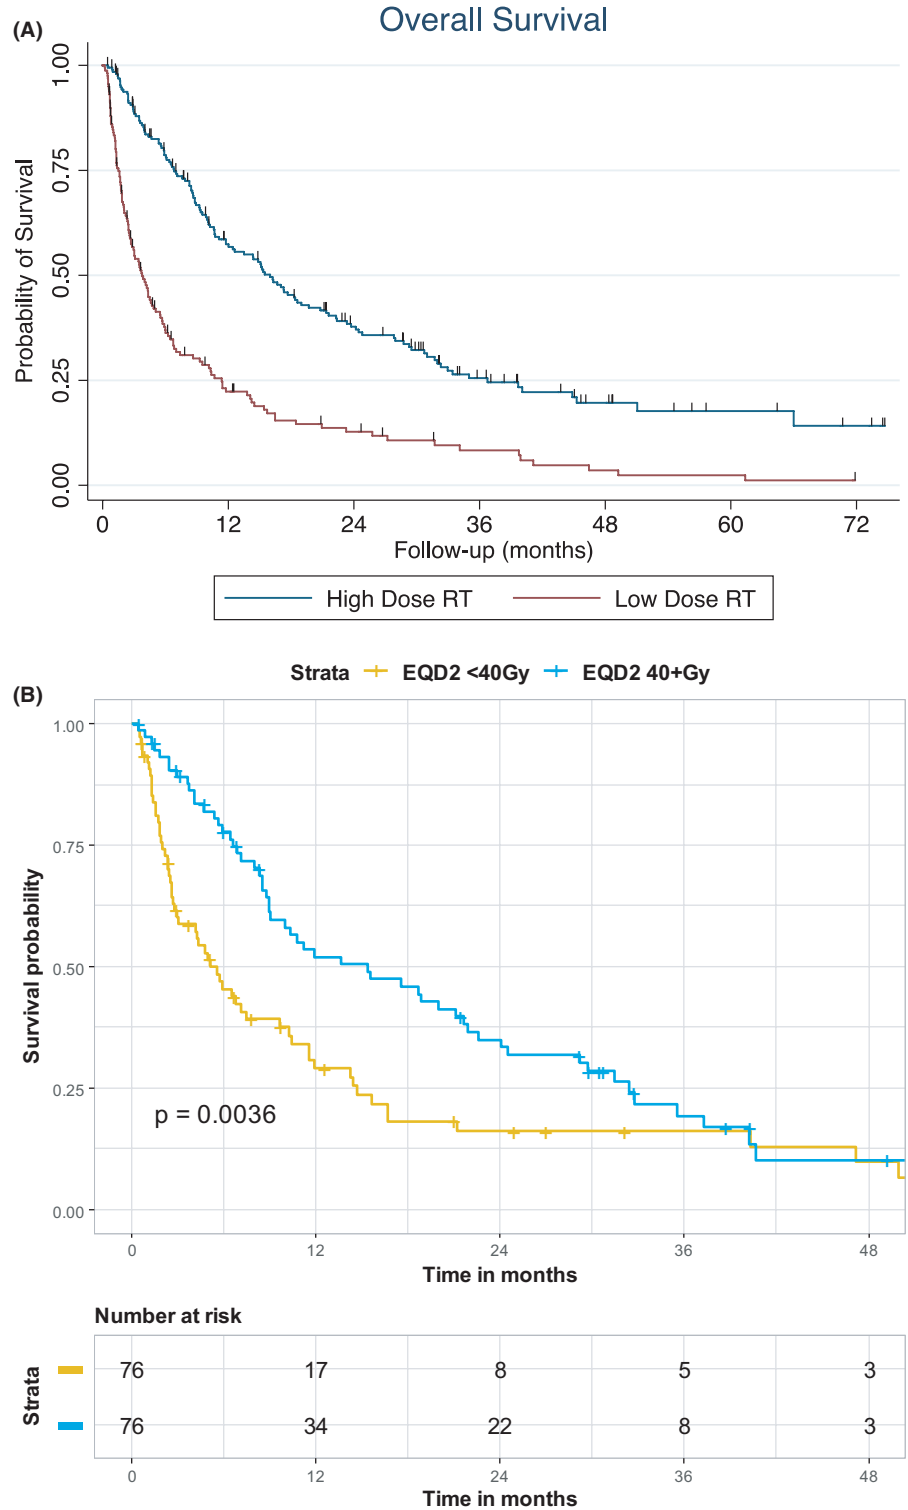 (A)
Overall Survival
Probability of Survival
1.00
0.75
0.50
0.25
0.00
0 12 24 36 48 60 72
Follow-up (months)
High Dose RT Low Dose RT
Strata EQD2 <40Gy EQD2 40+Gy
(B)
Survival probability
1.00
0.75
0.50
0.25
0.00
p = 0.0036
0 12 24 36 48
Time in months
Number at risk
Strata
76 17 8 5 3
76 34 22 8 3
0 12 24 36 48
Time in months